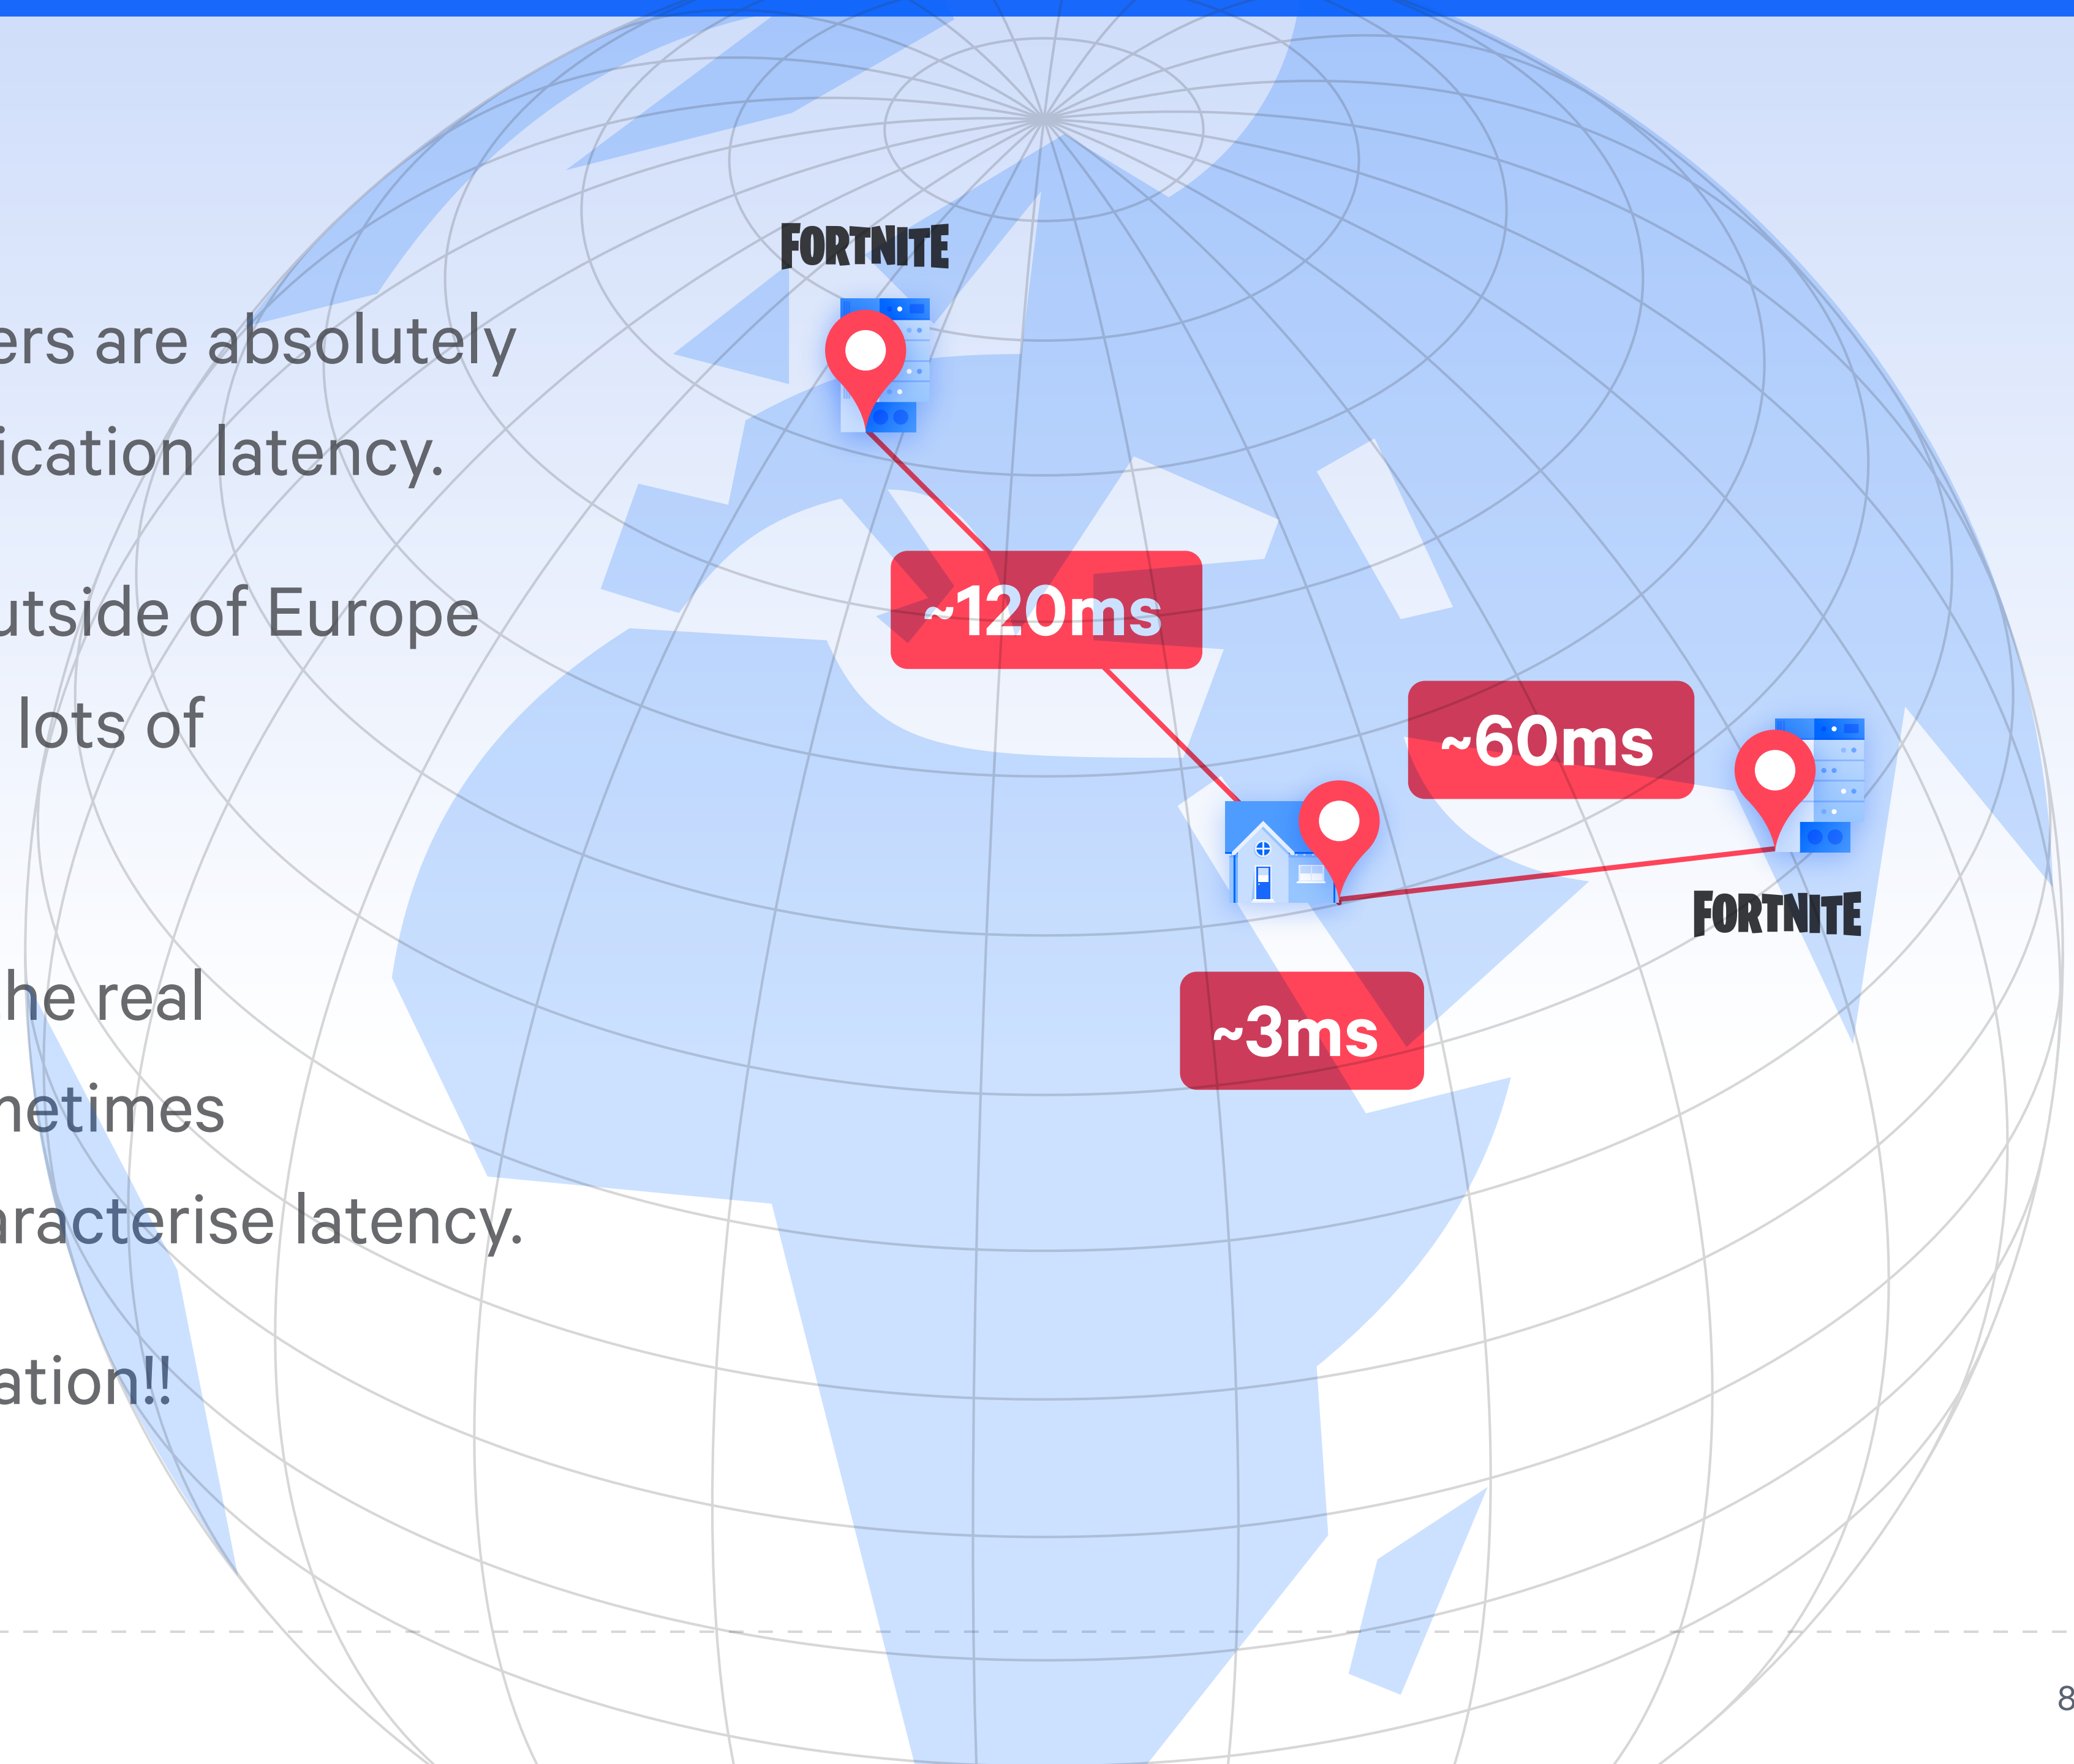 ers are absolutely
ication latency.
utside of Europe
lots of
he real
netimes
aracterise latency.
ation!!
FORTNITE
~120ms
~60ms
FORTNITE
~3ms
8